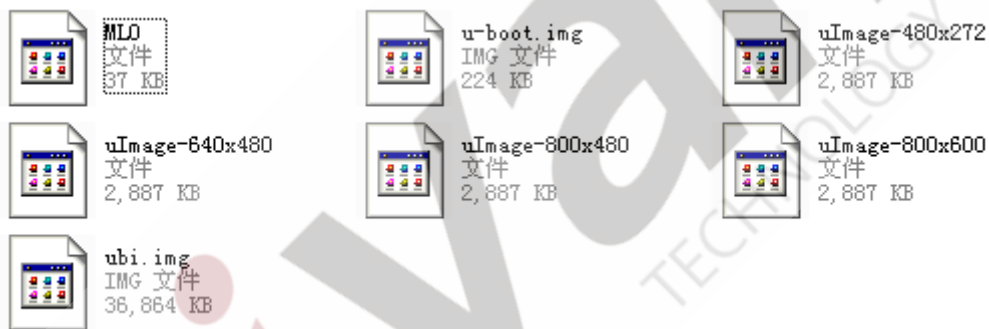 MLO
文件
37 KB
u-boot.img
IMG 文件
224 KB
uImage-480x272
文件
2,887 KB
uImage-640x480
文件
2,887 KB
uImage-800x480
文件
2,887 KB
uImage-800x600
文件
2,887 KB
ubi.img
IMG 文件
36,864 KB
TECHNOLOGY